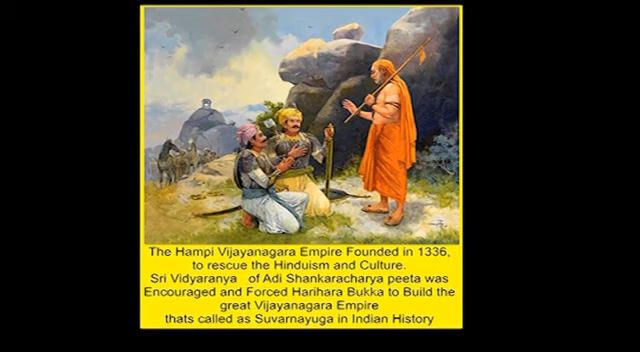 The Hampi Vijayanagara Empire Founded in 1336,
to rescue the Hinduism and Culture.
Sri Vidyaranya of Adi Shankaracharya peeta was
Encouraged and Forced Harihara Bukka to Build the
great Vijayanagara Empire
thats called as Suvarnayuga in Indian History